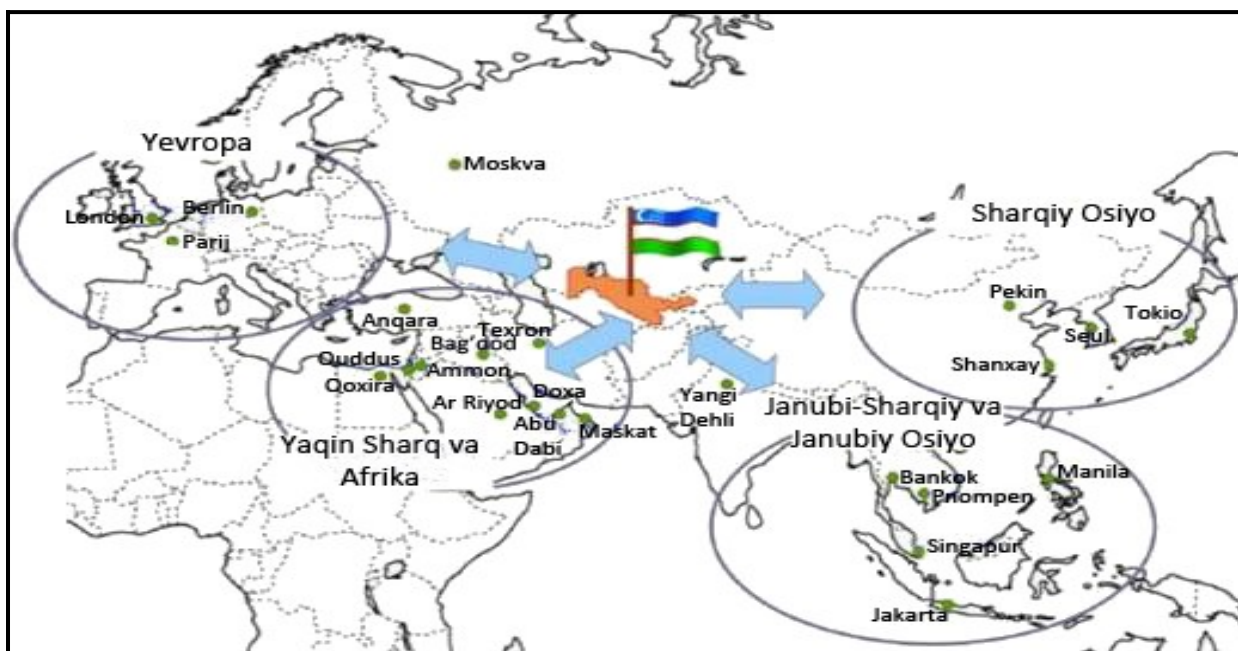 Yevropa
Moskva
London
Berlin
Parij
Sharqiy Osiyo
Pekin
Tokio
Seul
Shanxay
Anqara
Texron
Bag'dod
Quddus
Ammon
Qoxira
Doxa
Ar Riyod
Abu
Dabi
Maskat
Yaqin Sharq va
Afrika
Yangi
Dehli
Janubi-Sharqiy va
Janubiy Osiyo
Bankok
Manila
Pnompen
Singapur
Jakarta